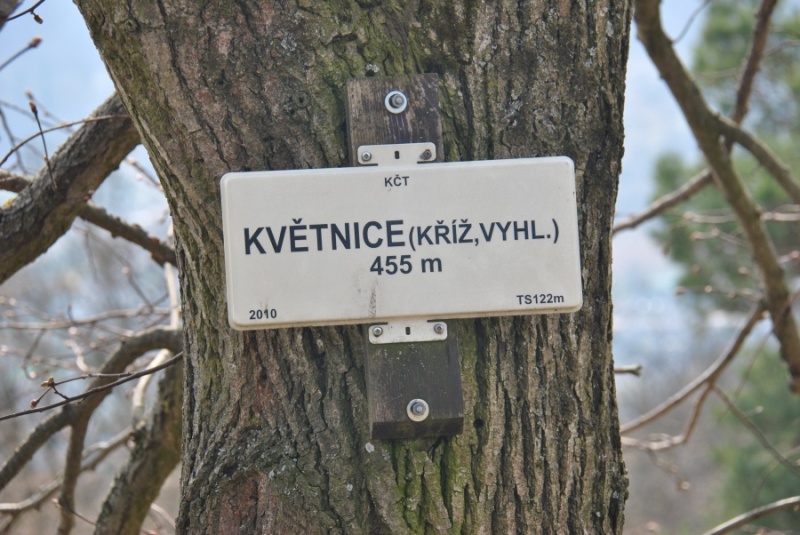 KČT
KVĚTNICE(KŘÍŽ,VYHL.)
455 m
2010 TS122m